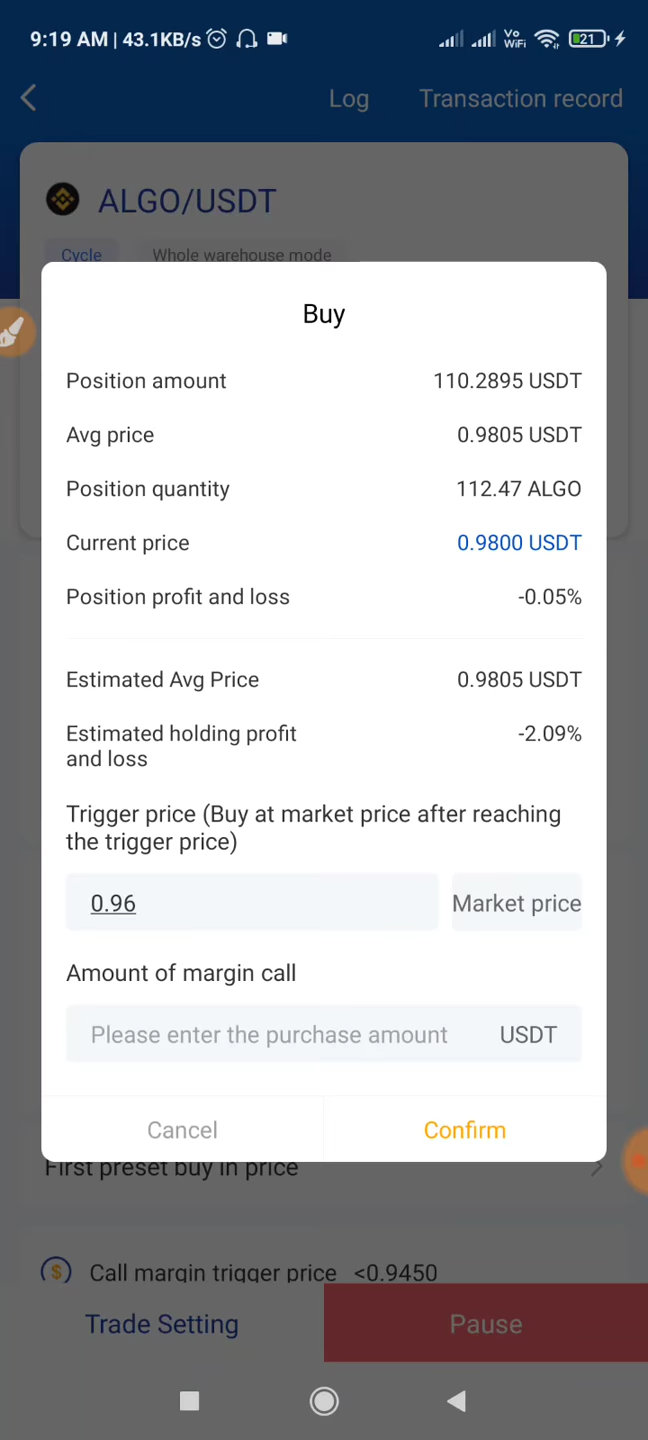 9:19 AM | 43.1KB/s
Vo WiFi 21
Log Transaction record
ALGO/USDT
Cycle Whole warehouse mode
Buy
Position amount 110.2895 USDT
Avg price 0.9805 USDT
Position quantity 112.47 ALGO
Current price 0.9800 USDT
Position profit and loss -0.05%
Estimated Avg Price 0.9805 USDT
Estimated holding profit -2.09%
and loss
Trigger price (Buy at market price after reaching
the trigger price)
0.96 Market price
Amount of margin call
Please enter the purchase amount USDT
Cancel Confirm
First preset buy in price
Call margin trigger price <0.9450
Trade Setting Pause